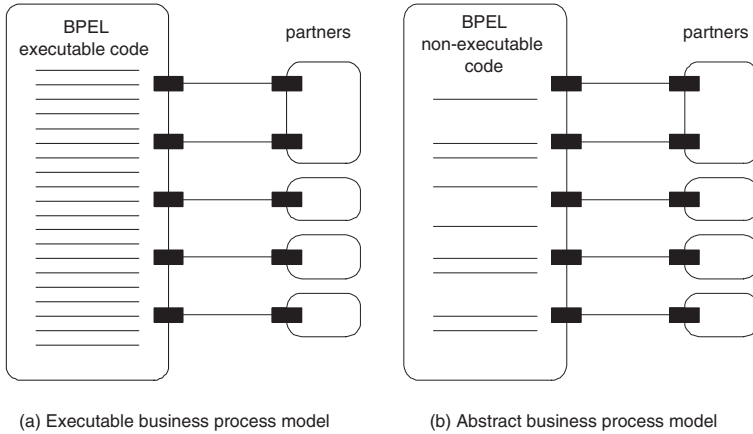 BPEL
executable code
partners
BPEL
non-executable
code
partners
(a) Executable business process model
(b) Abstract business process model